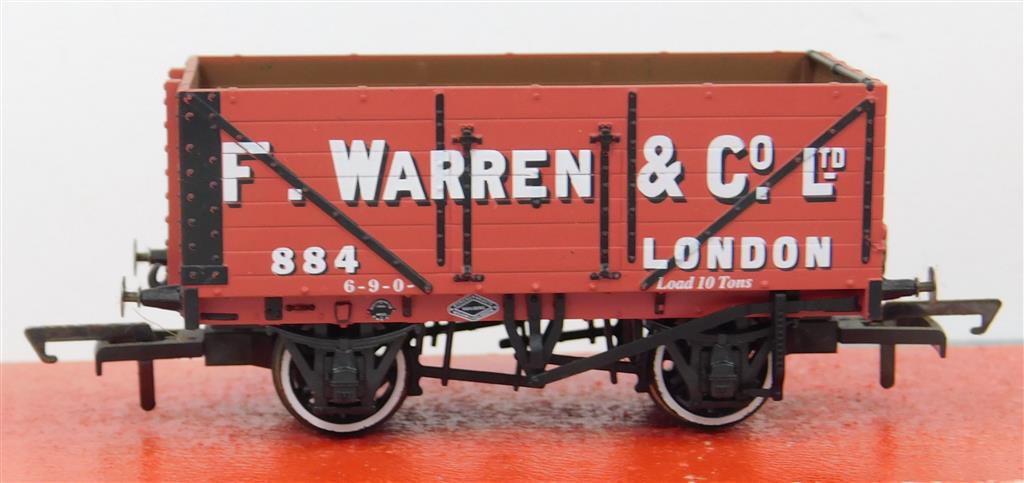 F. WARREN & Co. LTD
884 LONDON
6-9-0- Load 10 Tons